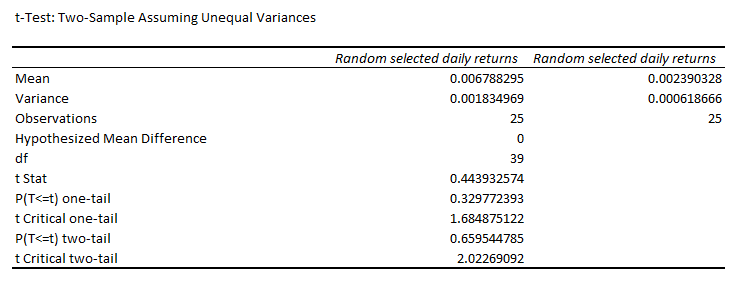 t-Test: Two-Sample Assuming Unequal Variances
Random selected daily returns Random selected daily returns
Mean 0.006788295 0.002390328
Variance 0.001834969 0.000618666
Observations 25 25
Hypothesized Mean Difference 0
df 39
t Stat 0.443932574
P(T<=t) one-tail 0.329772393
t Critical one-tail 1.684875122
P(T<=t) two-tail 0.659544785
t Critical two-tail 2.02269092